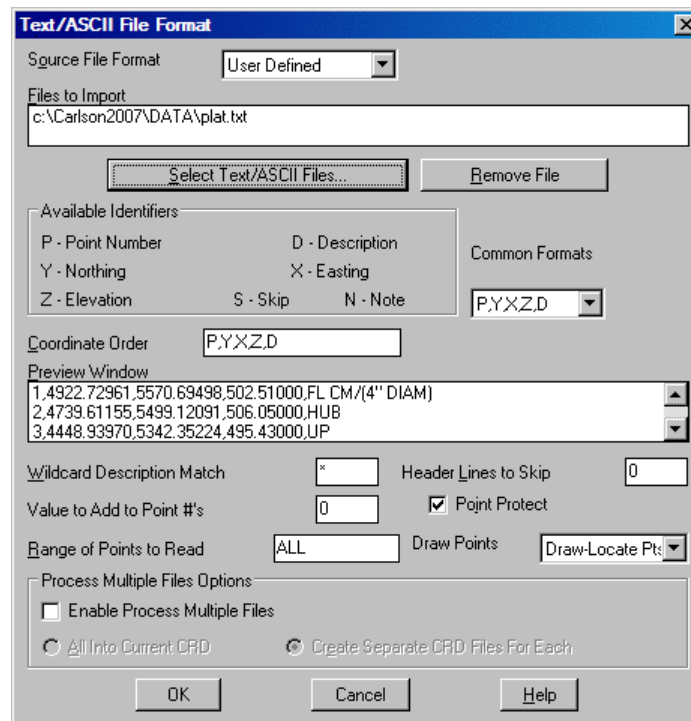 Text/ASCII File Format
Source File Format User Defined
Files to Import
c:\Carlson2007\DATA\plat.txt
Select Text/ASCII Files... Remove File
Available Identifiers
P - Point Number D - Description
Y - Northing X - Easting
Z - Elevation S - Skip N - Note
Common Formats
P,Y,X,Z,D
Coordinate Order P,Y,X,Z,D
Preview Window
1,4922.72961,5570.69498,502.51000,FL CM/(4" DIAM)
2,4739.61155,5499.12091,506.05000,HUB
3,4448.93970,5342.35224,495.43000,UP
Wildcard Description Match * Header Lines to Skip 0
Value to Add to Point #'s 0 Point Protect
Range of Points to Read ALL Draw Points Draw-Locate Pts
Process Multiple Files Options
Enable Process Multiple Files
All Into Current CRD Create Separate CRD Files For Each
OK Cancel Help